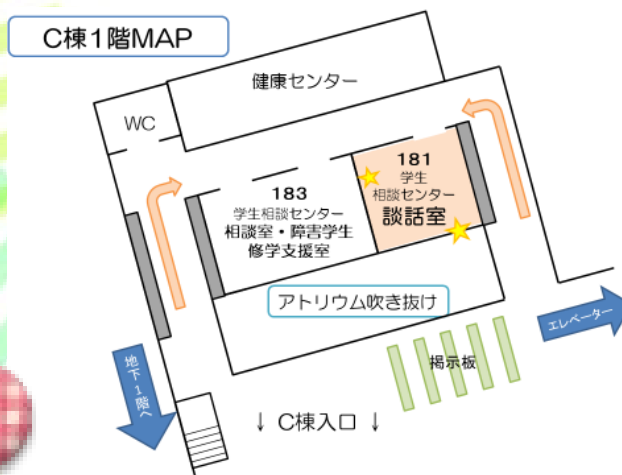 C棟1階MAP
健康センター
WC
181
学生
相談センター
談話室
183
学生相談センター
相談室・障害学生
修学支援室
アトリウム吹き抜け
エレベーター
掲示板
地下1階へ
↓ C棟入口 ↓